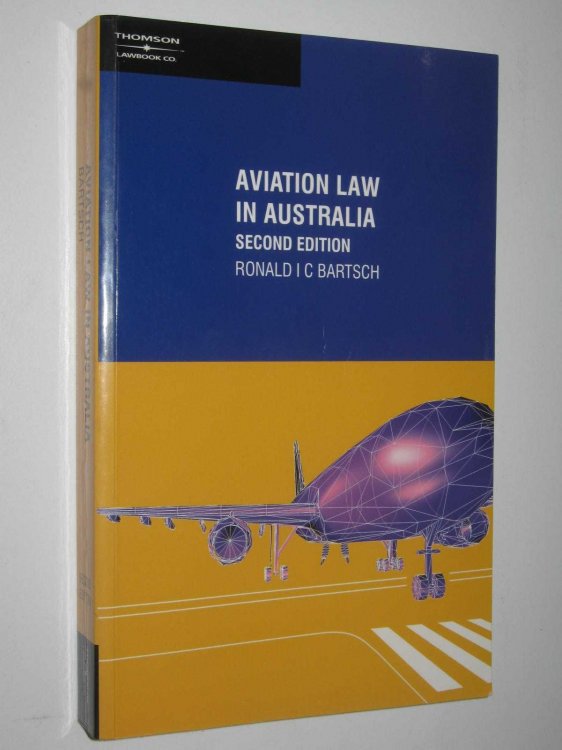 THOMSON
LAWBOOK CO.
AVIATION LAW
IN AUSTRALIA
SECOND EDITION
RONALD I C BARTSCH
AVIATION LAW IN AUSTRALIA
BARTSCH